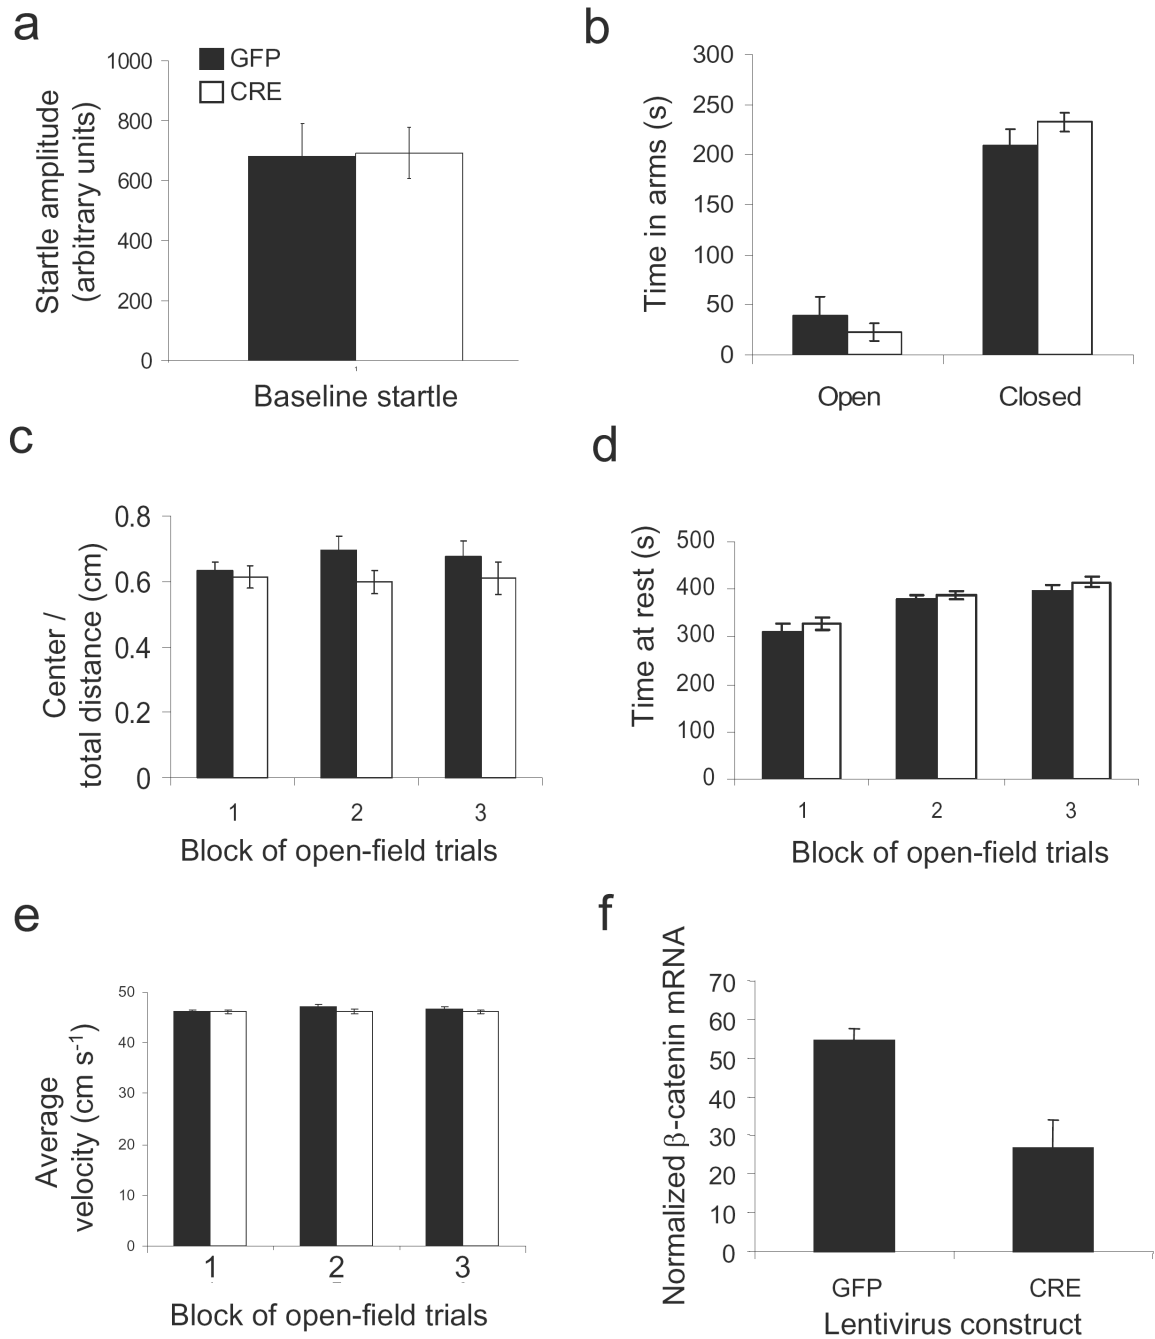 a
GFP
CRE
1000
800
600
400
200
0
Startle amplitude
(arbitrary units)
Baseline startle
b
300
250
200
150
100
50
0
Time in arms (s)
Open Closed
c
0.8
0.6
0.4
0.2
0
Center /
total distance (cm)
1 2 3
Block of open-field trials
d
500
400
300
200
100
0
Time at rest (s)
1 2 3
Block of open-field trials
e
50
40
30
20
10
0
Average
velocity (cm s⁻¹)
1 2 3
Block of open-field trials
f
70
60
50
40
30
20
10
0
Normalized β-catenin mRNA
GFP CRE
Lentivirus construct